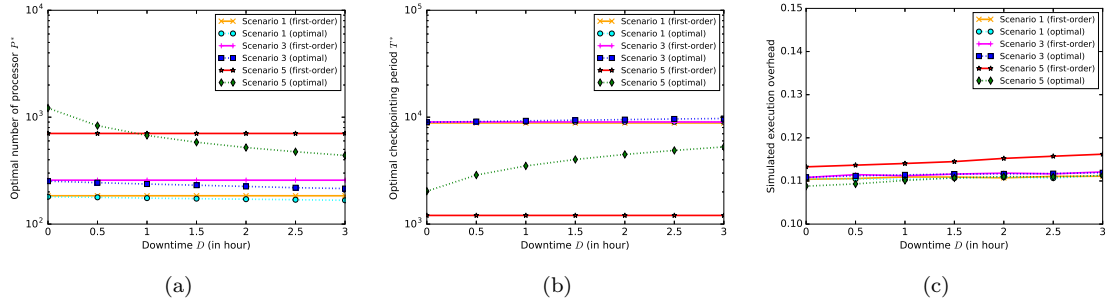 10^4
10^3
10^2
Optimal number of processor P*
Scenario 1 (first-order)
Scenario 1 (optimal)
Scenario 3 (first-order)
Scenario 3 (optimal)
Scenario 5 (first-order)
Scenario 5 (optimal)
0 0.5 1 1.5 2 2.5 3
Downtime D (in hour)
(a)
10^5
10^4
10^3
Optimal checkpointing period T*
Scenario 1 (first-order)
Scenario 1 (optimal)
Scenario 3 (first-order)
Scenario 3 (optimal)
Scenario 5 (first-order)
Scenario 5 (optimal)
0 0.5 1 1.5 2 2.5 3
Downtime D (in hour)
(b)
0.15
0.14
0.13
0.12
0.11
0.10
Simulated execution overhead
Scenario 1 (first-order)
Scenario 1 (optimal)
Scenario 3 (first-order)
Scenario 3 (optimal)
Scenario 5 (first-order)
Scenario 5 (optimal)
0 0.5 1 1.5 2 2.5 3
Downtime D (in hour)
(c)